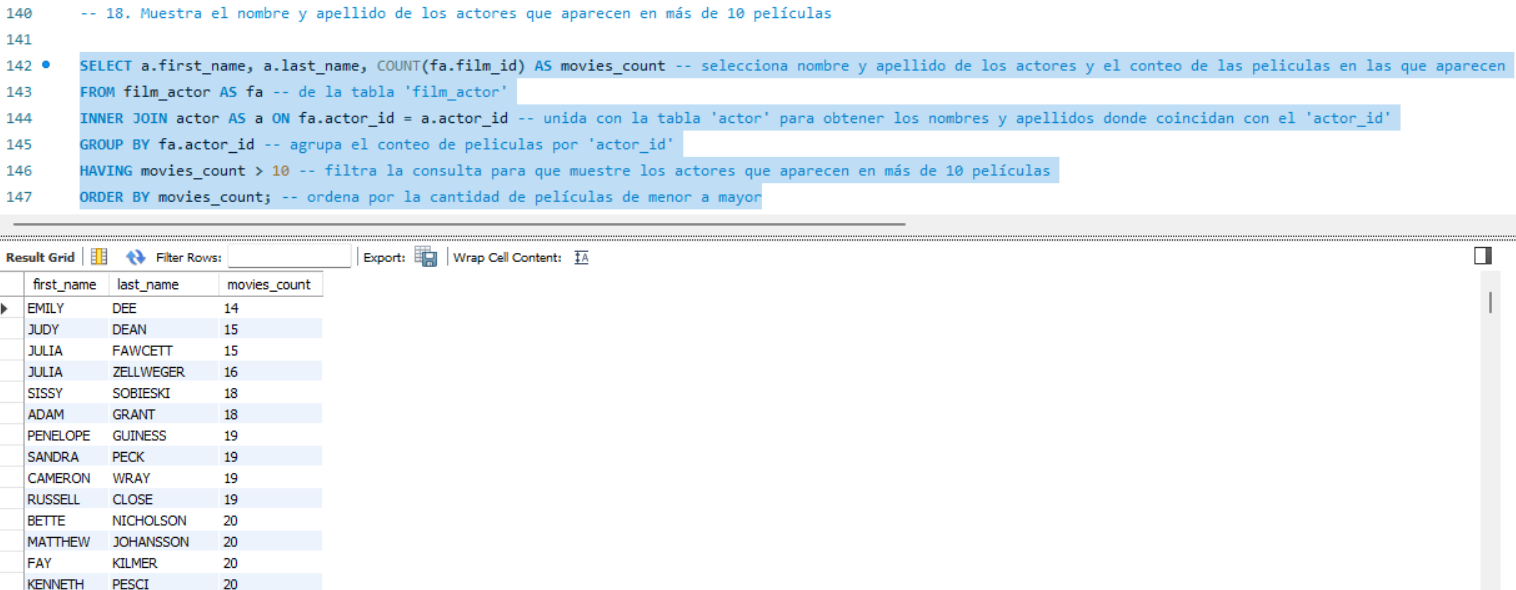 140 -- 18. Muestra el nombre y apellido de los actores que aparecen en más de 10 películas
141
142 SELECT a.first_name, a.last_name, COUNT(fa.film_id) AS movies_count -- selecciona nombre y apellido de los actores y el conteo de las peliculas en las que aparecen
143 FROM film_actor AS fa -- de la tabla 'film_actor'
144 INNER JOIN actor AS a ON fa.actor_id = a.actor_id -- unida con la tabla 'actor' para obtener los nombres y apellidos donde coincidan con el 'actor_id'
145 GROUP BY fa.actor_id -- agrupa el conteo de peliculas por 'actor_id'
146 HAVING movies_count > 10 -- filtra la consulta para que muestre los actores que aparecen en más de 10 películas
147 ORDER BY movies_count; -- ordena por la cantidad de películas de menor a mayor
Result Grid Filter Rows: Export: Wrap Cell Content: IA
first_name last_name movies_count
EMILY DEE 14
JUDY DEAN 15
JULIA FAWCETT 15
JULIA ZELLWEGER 16
SISSY SOBIESKI 18
ADAM GRANT 18
PENELOPE GUINESS 19
SANDRA PECK 19
CAMERON WRAY 19
RUSSELL CLOSE 19
BETTE NICHOLSON 20
MATTHEW JOHANSSON 20
FAY KILMER 20
KENNETH PESCI 20